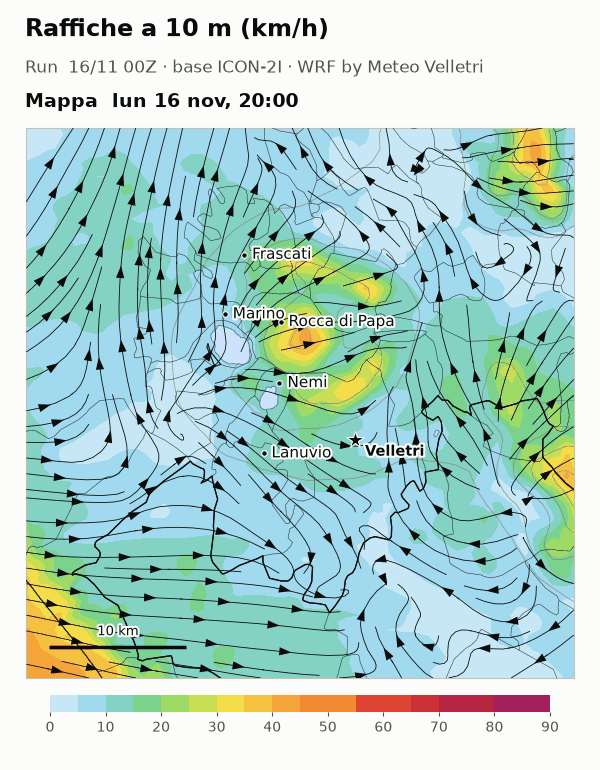 Raffiche a 10 m (km/h)
Run  16/11 00Z · base ICON-2I · WRF by Meteo Velletri
Mappa  lun 16 nov, 20:00
Frascati
Marino
Rocca di Papa
Nemi
Velletri
Lanuvio
10 km
0 10 20 30 40 50 60 70 80 90